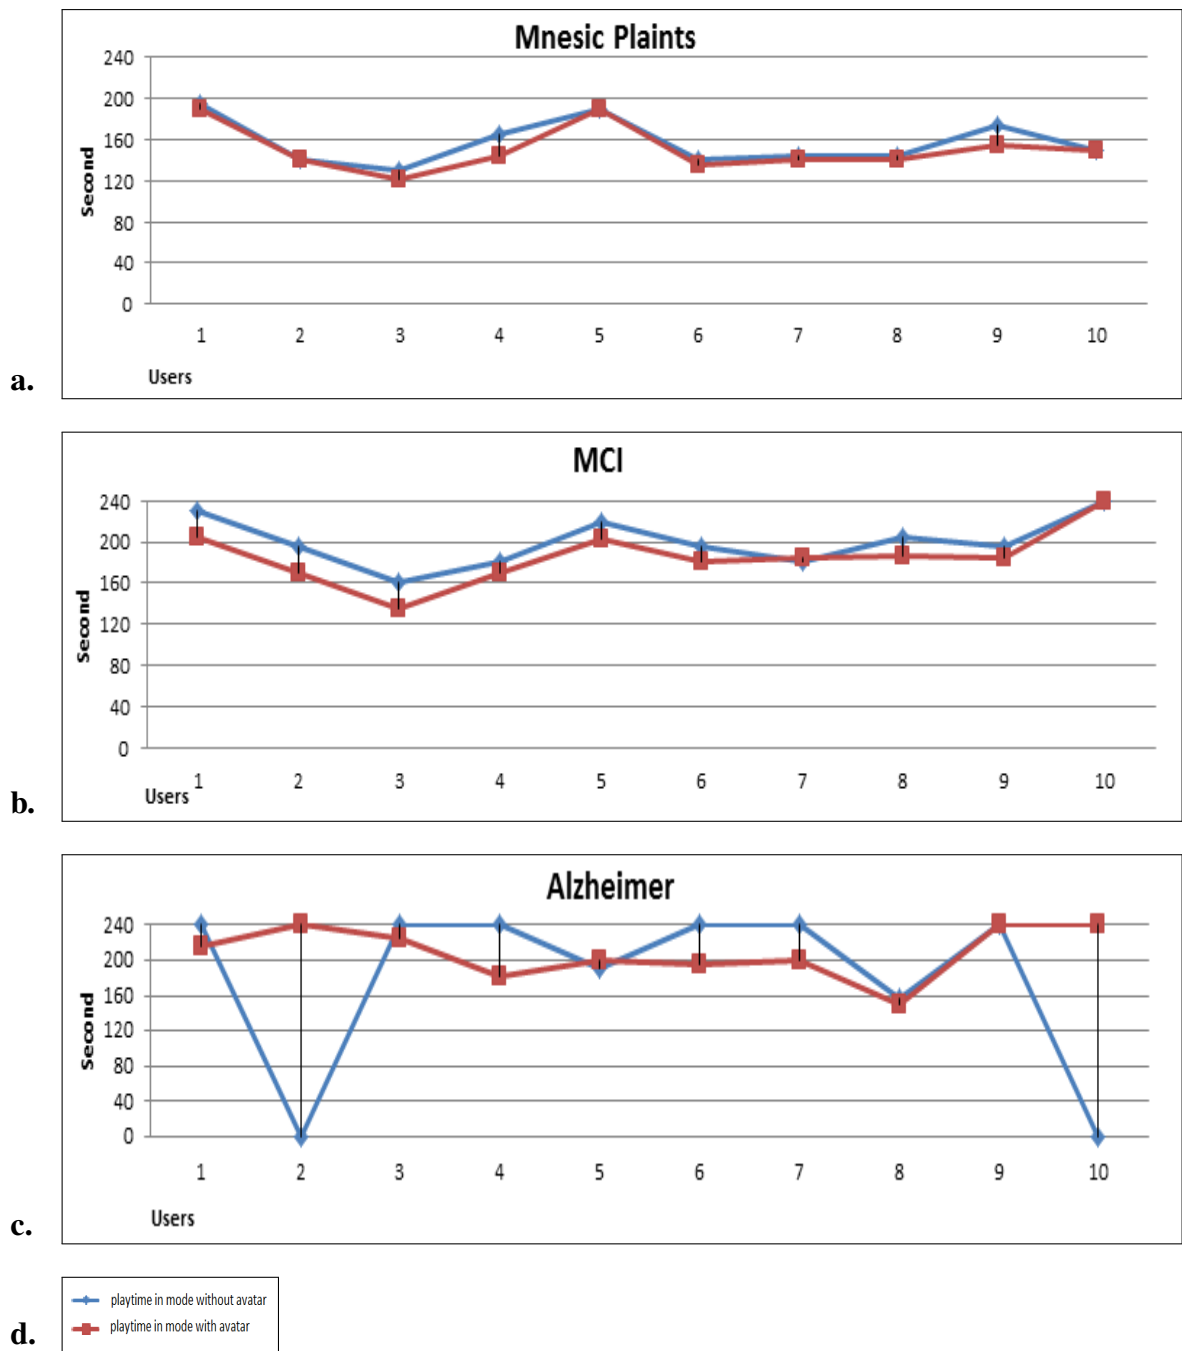 Mnesic Plaints
240
200
160
120
80
40
0
Second
1 2 3 4 5 6 7 8 9 10
Users
a.
MCI
240
200
160
120
80
40
0
Second
1 2 3 4 5 6 7 8 9 10
Users
b.
Alzheimer
240
200
160
120
80
40
0
Second
1 2 3 4 5 6 7 8 9 10
Users
c.
playtime in mode without avatar
playtime in mode with avatar
d.